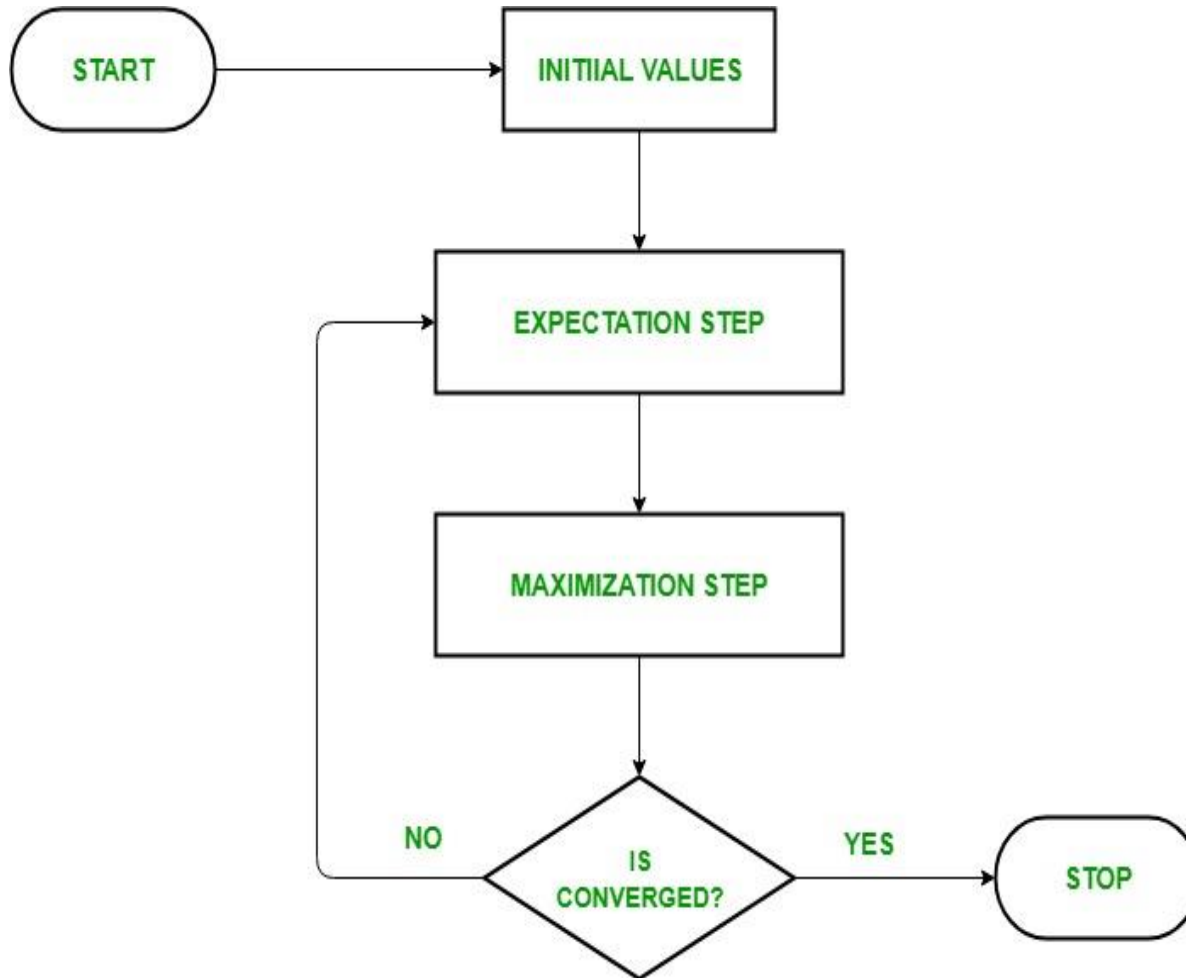 START
INITIIAL VALUES
EXPECTATION STEP
MAXIMIZATION STEP
NO
YES
IS
CONVERGED?
STOP